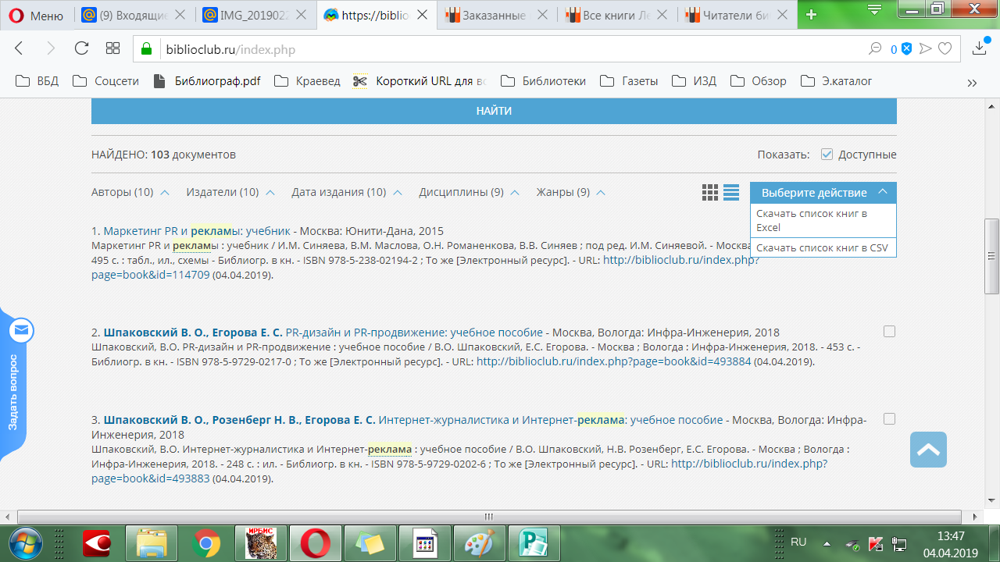 Меню
(9) Входящие
IMG_2019022
https://biblio
Заказанные
Все книги Ле
Читатели би
biblioclub.ru/index.php
0
ВБД
Соцсети
Библиограф.pdf
Краевед
Короткий URL для вс
Библиотеки
Газеты
ИЗД
Обзор
Э.каталог
НАЙТИ
НАЙДЕНО: 103 документов
Показать: Доступные
Авторы (10) Издатели (10) Дата издания (10) Дисциплины (9) Жанры (9)
Выберите действие
Скачать список книг в
Excel
Скачать список книг в CSV
1. Маркетинг PR и рекламы: учебник - Москва: Юнити-Дана, 2015
Маркетинг PR и рекламы : учебник / И.М. Синяева, В.М. Маслова, О.Н. Романенкова, В.В. Синяев ; под ред. И.М. Синяевой. - Москва
495 с. : табл., ил., схемы - Библиогр. в кн. - ISBN 978-5-238-02194-2 ; То же [Электронный ресурс]. - URL: http://biblioclub.ru/index.php?
page=book&id=114709 (04.04.2019).
2. Шпаковский В. О., Егорова Е. С. PR-дизайн и PR-продвижение: учебное пособие - Москва, Вологда: Инфра-Инженерия, 2018
Шпаковский, В.О. PR-дизайн и PR-продвижение : учебное пособие / В.О. Шпаковский, Е.С. Егорова. - Москва ; Вологда : Инфра-Инженерия, 2018. - 453 с. -
Библиогр. в кн. - ISBN 978-5-9729-0217-0 ; То же [Электронный ресурс]. - URL: http://biblioclub.ru/index.php?page=book&id=493884 (04.04.2019).
3. Шпаковский В. О., Розенберг Н. В., Егорова Е. С. Интернет-журналистика и Интернет-реклама: учебное пособие - Москва, Вологда: Инфра-
Инженерия, 2018
Шпаковский, В.О. Интернет-журналистика и Интернет-реклама : учебное пособие / В.О. Шпаковский, Н.В. Розенберг, Е.С. Егорова. - Москва ; Вологда :
Инфра-Инженерия, 2018. - 248 с. : ил. - Библиогр. в кн. - ISBN 978-5-9729-0202-6 ; То же [Электронный ресурс]. - URL: http://biblioclub.ru/index.php?
page=book&id=493883 (04.04.2019).
Задать вопрос
ИРБИС
RU
13:47
04.04.2019